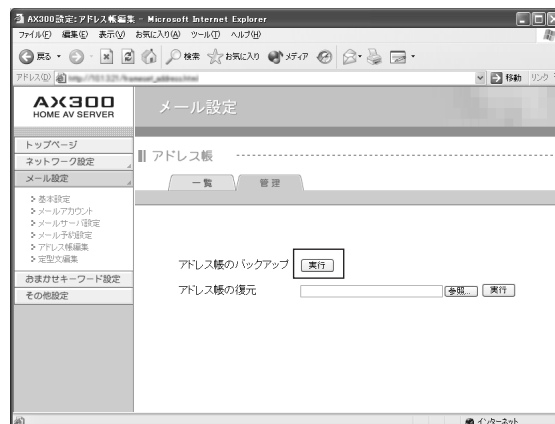 AX300設定:アドレス帳編集 - Microsoft Internet Explorer
ファイル(F) 編集(E) 表示(V) お気に入り(A) ツール(T) ヘルプ(H)
戻る 検索 お気に入り メディア
アドレス(D) 移動 リンク
AX300
HOME AV SERVER
メール設定
トップページ
ネットワーク設定
メール設定
基本設定
メールアカウント
メールサーバ設定
メール予約設定
アドレス帳編集
定型文編集
おまかせキーワード設定
その他設定
アドレス帳
一覧 管理
アドレス帳のバックアップ 実行
アドレス帳の復元 参照... 実行
インターネット